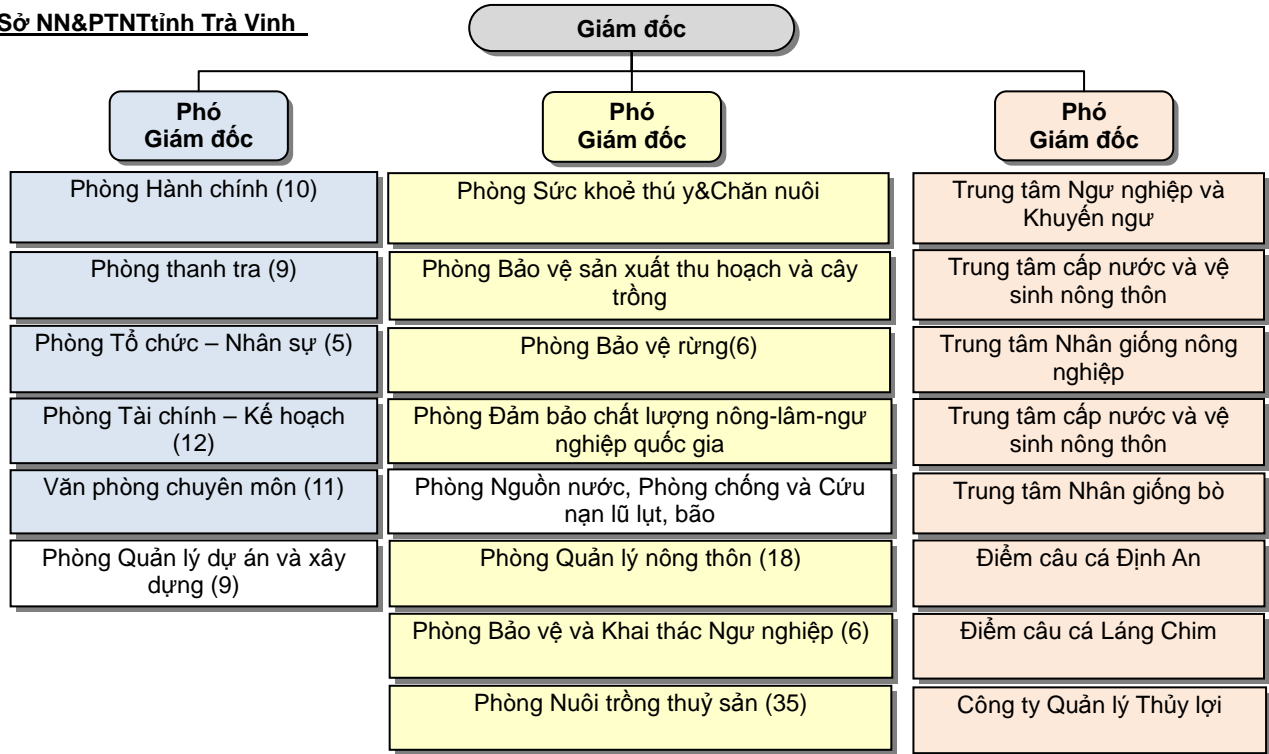 Sở NN&PTNTtỉnh Trà Vinh
Giám đốc
Phó
Giám đốc
Phó
Giám đốc
Phó
Giám đốc
Phòng Hành chính (10)
Phòng thanh tra (9)
Phòng Tổ chức – Nhân sự (5)
Phòng Tài chính – Kế hoạch
(12)
Văn phòng chuyên môn (11)
Phòng Quản lý dự án và xây
dựng (9)
Phòng Sức khoẻ thú y&Chăn nuôi
Phòng Bảo vệ sản xuất thu hoạch và cây
trồng
Phòng Bảo vệ rừng(6)
Phòng Đảm bảo chất lượng nông-lâm-ngư
nghiệp quốc gia
Phòng Nguồn nước, Phòng chống và Cứu
nạn lũ lụt, bão
Phòng Quản lý nông thôn (18)
Phòng Bảo vệ và Khai thác Ngư nghiệp (6)
Phòng Nuôi trồng thuỷ sản (35)
Trung tâm Ngư nghiệp và
Khuyến ngư
Trung tâm cấp nước và vệ
sinh nông thôn
Trung tâm Nhân giống nông
nghiệp
Trung tâm cấp nước và vệ
sinh nông thôn
Trung tâm Nhân giống bò
Điểm câu cá Định An
Điểm câu cá Láng Chim
Công ty Quản lý Thủy lợi